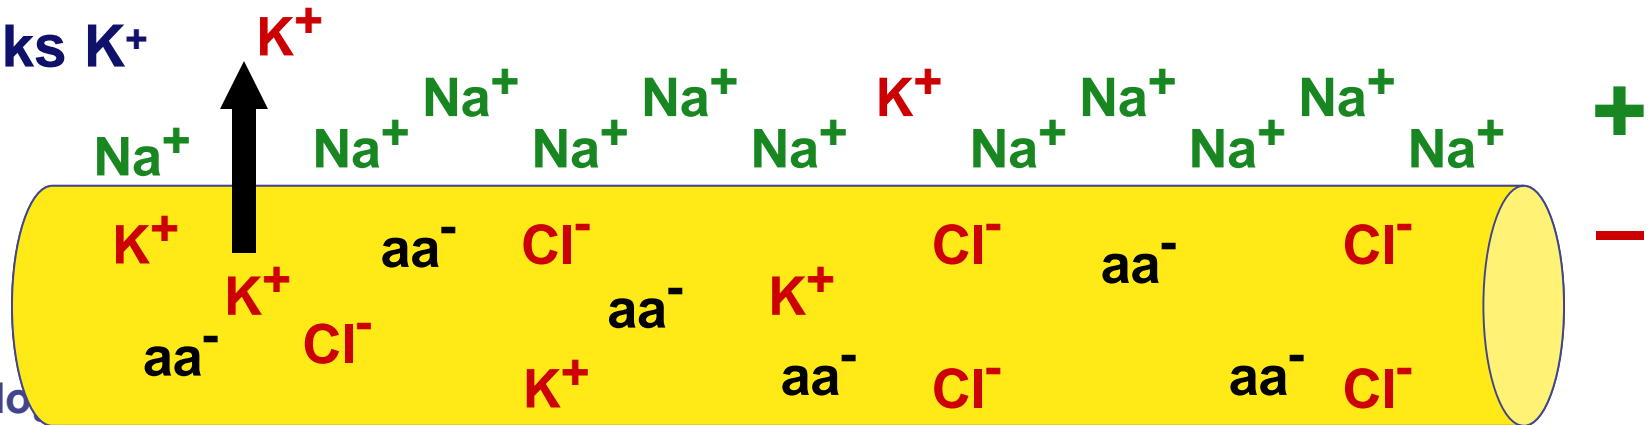 ks K⁺
K⁺
Na⁺ Na⁺ K⁺ Na⁺ Na⁺ +
Na⁺ Na⁺ Na⁺ Na⁺ Na⁺ Na⁺ Na⁺
K⁺ aa⁻ Cl⁻ Cl⁻ aa⁻ Cl⁻ −
K⁺ aa⁻ K⁺
aa⁻ Cl⁻
K⁺ aa⁻ Cl⁻ aa⁻ Cl⁻